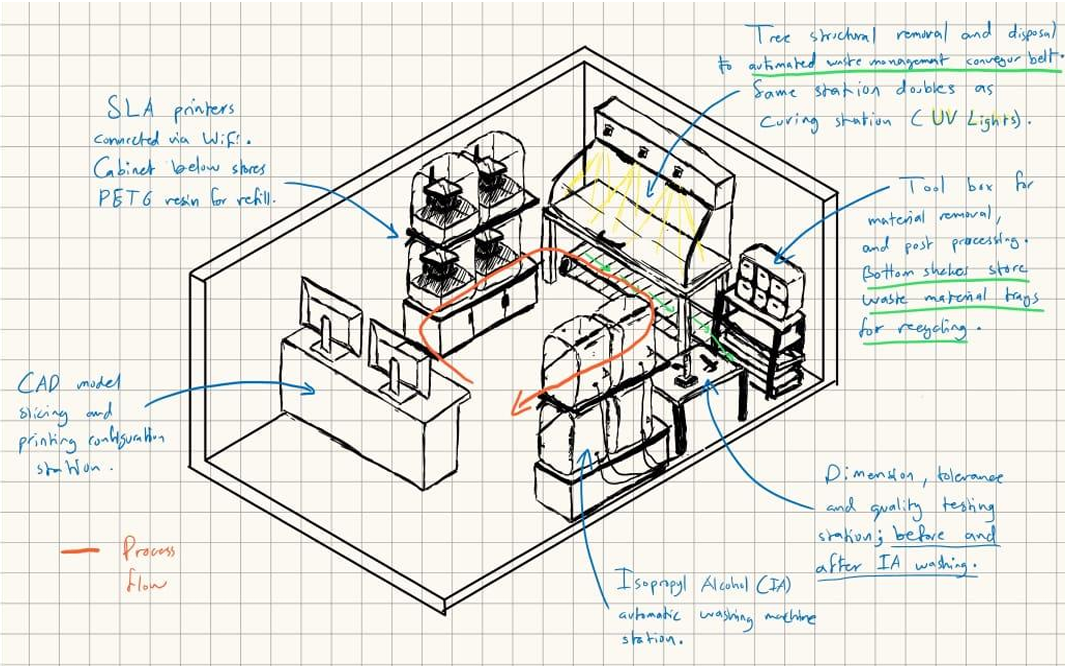 Tree structural removal and disposal
to automated waste management conveyor belt.
Same station doubles as
curing station (UV Lights).
SLA printers
connected via WiFi.
Cabinet below stores
PETG resin for refill.
Tool box for
material removal,
and post processing.
Bottom shelves store
waste material trays
for recycling.
CAD model
slicing and
printing configuration
station.
Dimension, tolerance
and quality testing
station; before and
after IA washing.
Process
flow
Isopropyl Alcohol (IA)
automatic washing machine
station.